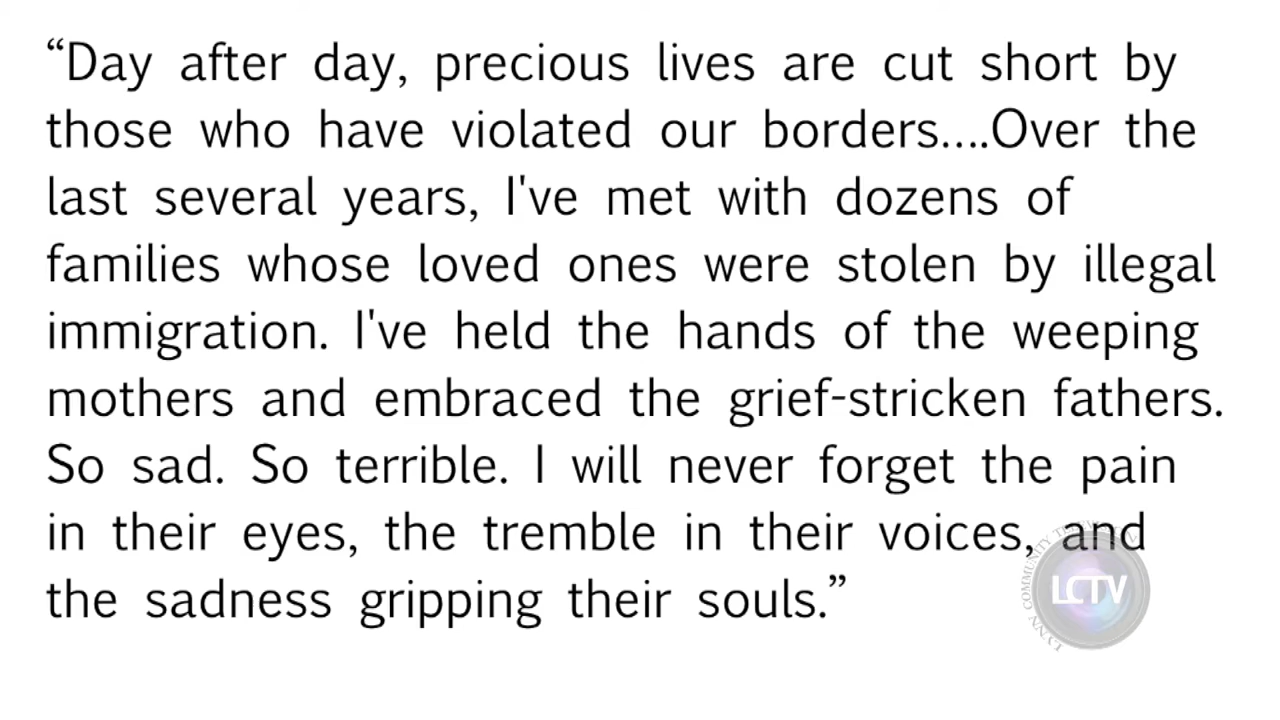 “Day after day, precious lives are cut short by
those who have violated our borders....Over the
last several years, I've met with dozens of
families whose loved ones were stolen by illegal
immigration. I've held the hands of the weeping
mothers and embraced the grief-stricken fathers.
So sad. So terrible. I will never forget the pain
in their eyes, the tremble in their voices, and
the sadness gripping their souls.”
LYNN COMMUNITY TELEVISION
LCTV